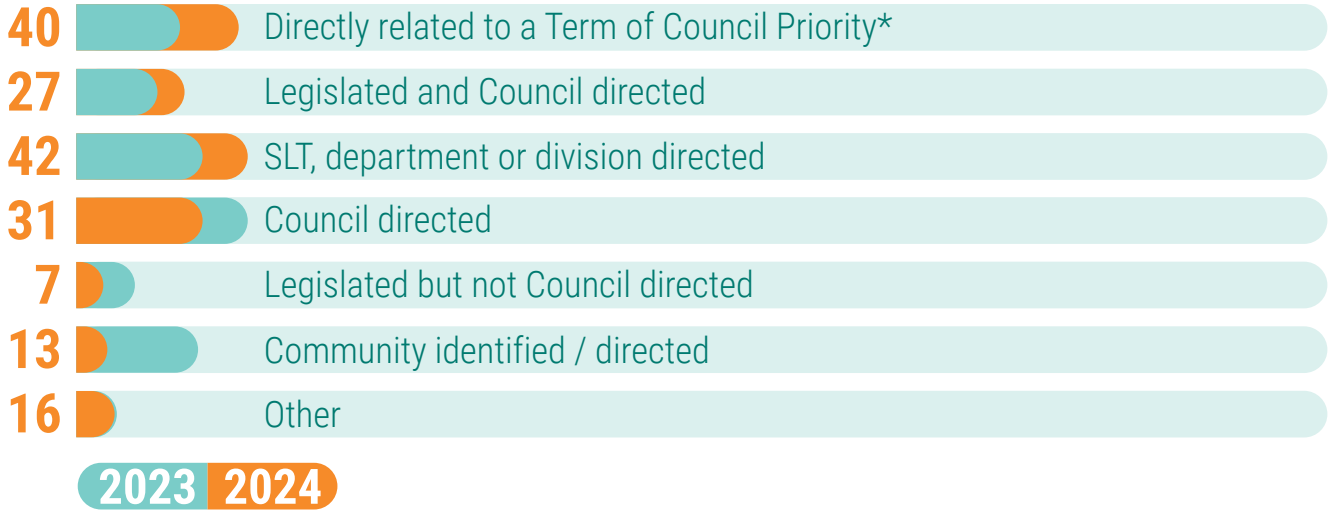 40 Directly related to a Term of Council Priority*
27 Legislated and Council directed
42 SLT, department or division directed
31 Council directed
7 Legislated but not Council directed
13 Community identified / directed
16 Other
2023 2024